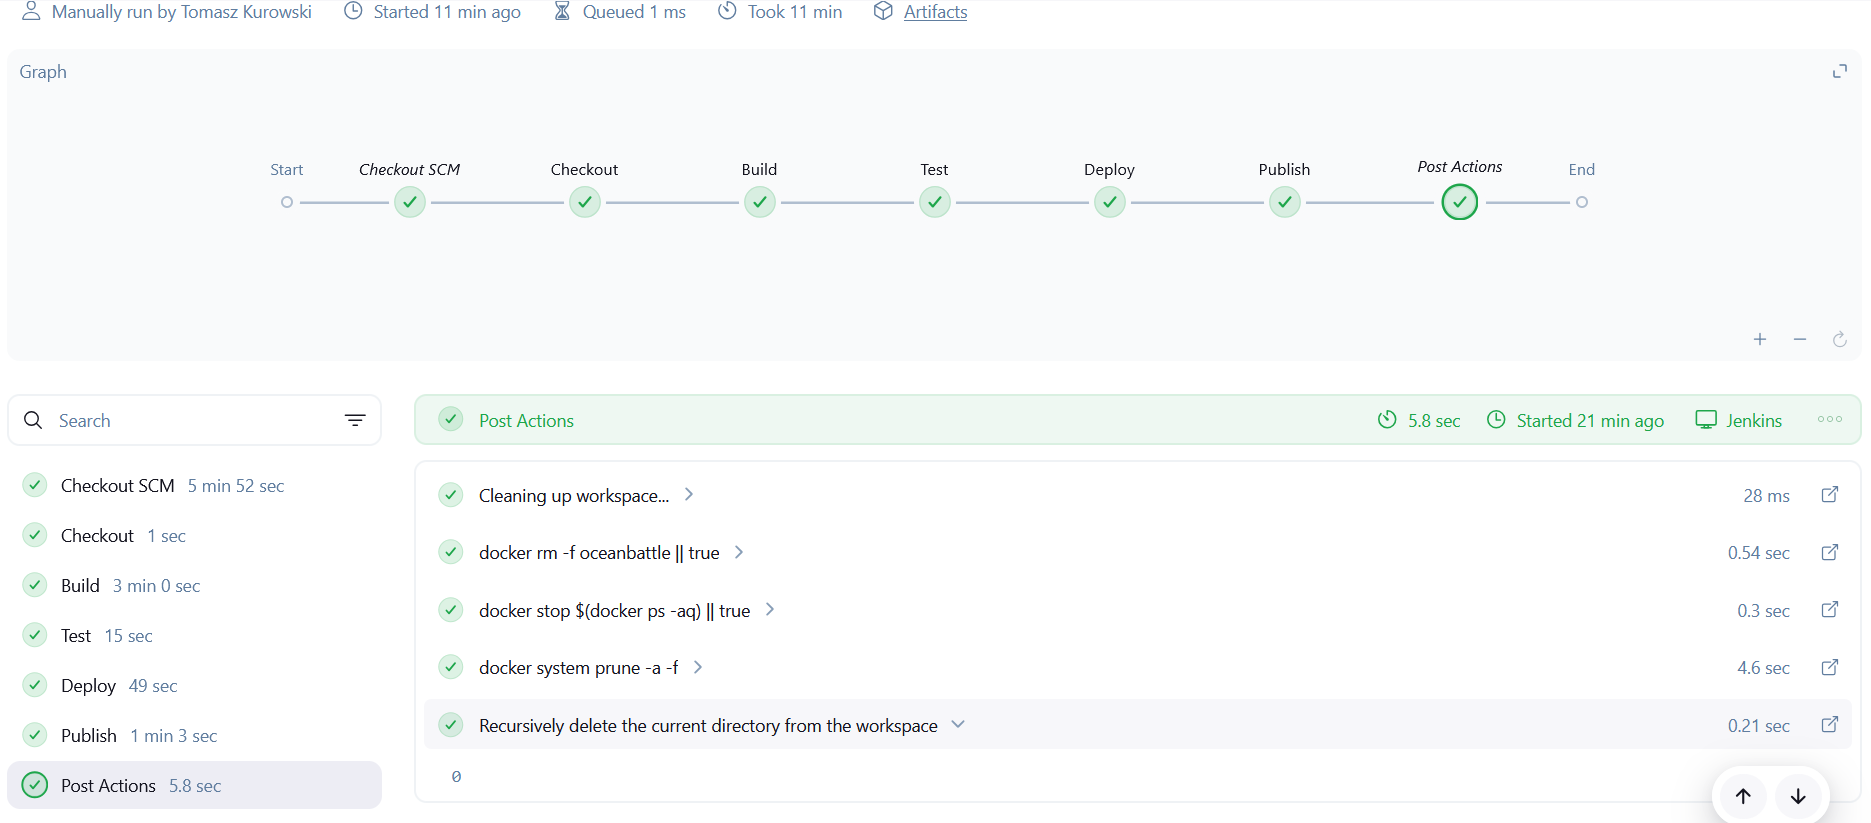 Manually run by Tomasz Kurowski Started 11 min ago Queued 1 ms Took 11 min Artifacts
Graph
Start Checkout SCM Checkout Build Test Deploy Publish Post Actions End
Search
Checkout SCM 5 min 52 sec
Checkout 1 sec
Build 3 min 0 sec
Test 15 sec
Deploy 49 sec
Publish 1 min 3 sec
Post Actions 5.8 sec
Post Actions 5.8 sec Started 21 min ago Jenkins
Cleaning up workspace... 28 ms
docker rm -f oceanbattle || true 0.54 sec
docker stop $(docker ps -aq) || true 0.3 sec
docker system prune -a -f 4.6 sec
Recursively delete the current directory from the workspace 0.21 sec
0